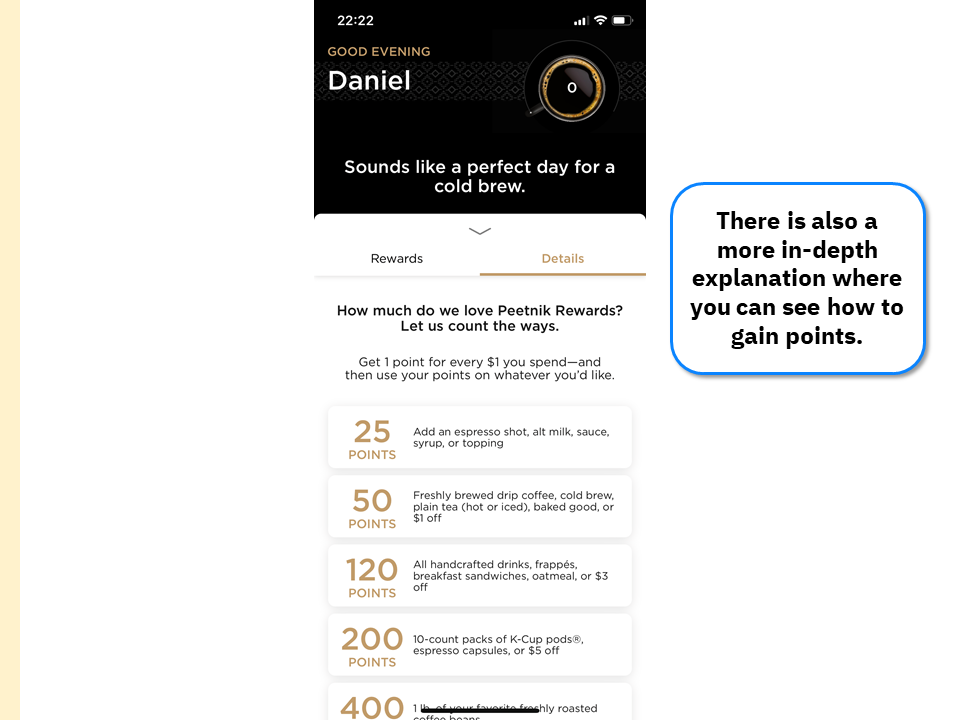 22:22
GOOD EVENING
Daniel
0
Sounds like a perfect day for a
cold brew.
Rewards
Details
How much do we love Peetnik Rewards?
Let us count the ways.
Get 1 point for every $1 you spend—and
then use your points on whatever you'd like.
25
POINTS
Add an espresso shot, alt milk, sauce,
syrup, or topping
50
POINTS
Freshly brewed drip coffee, cold brew,
plain tea (hot or iced), baked good, or
$1 off
120
POINTS
All handcrafted drinks, frappés,
breakfast sandwiches, oatmeal, or $3
off
200
POINTS
10-count packs of K-Cup pods®,
espresso capsules, or $5 off
400
1 lb. of your favorite freshly roasted
coffee beans
There is also a
more in-depth
explanation where
you can see how to
gain points.